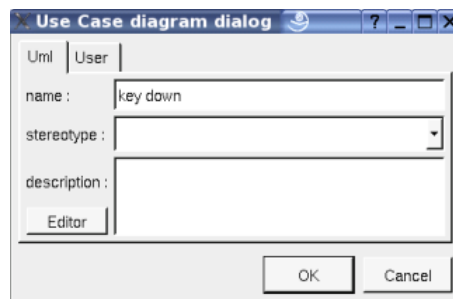 Use Case diagram dialog
Uml User
name : key down
stereotype :
description :
Editor
OK Cancel